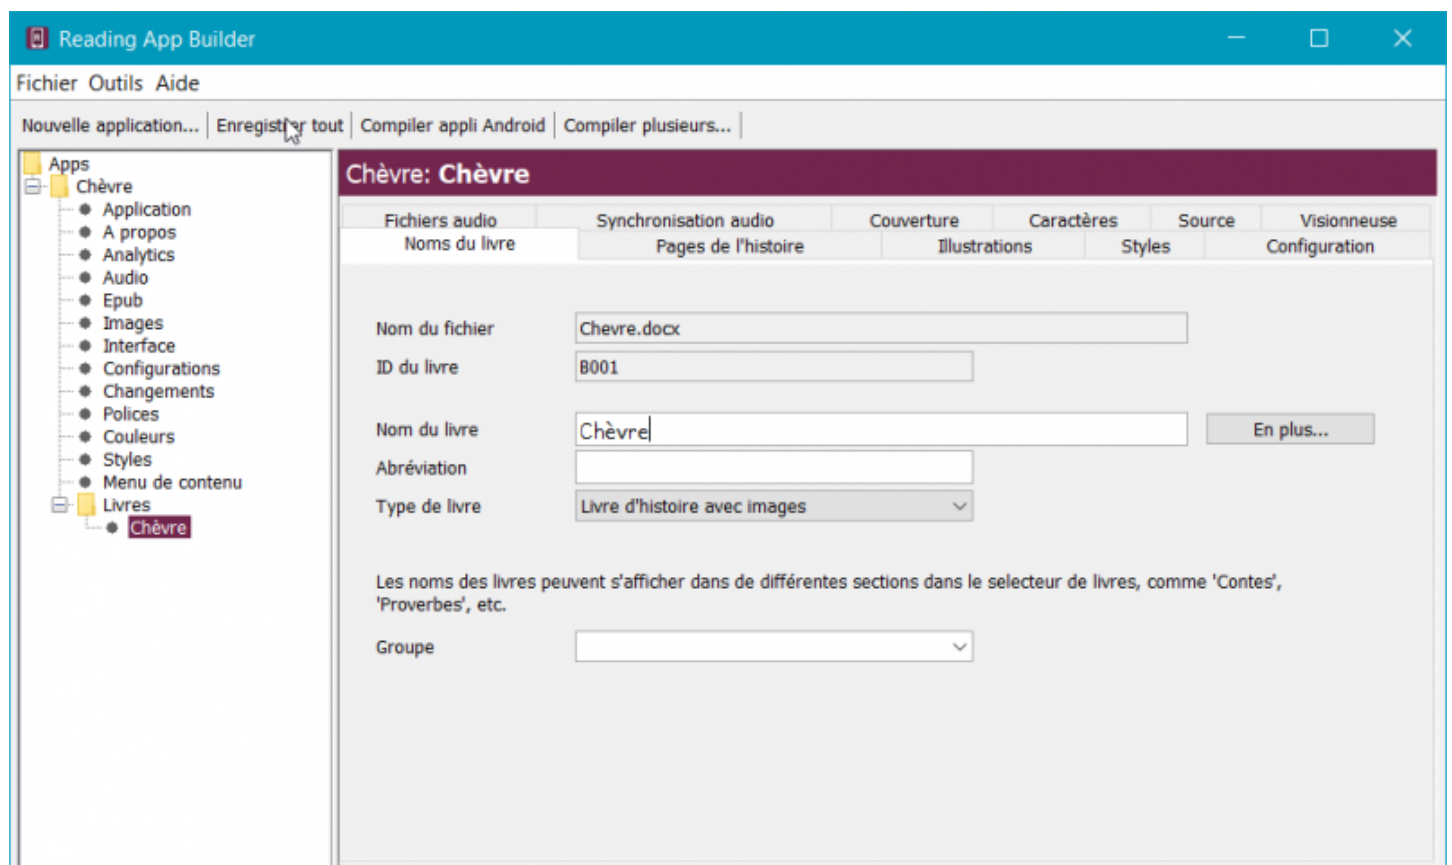 Reading App Builder
Fichier Outils Aide
Nouvelle application... Enregistrer tout Compiler appli Android Compiler plusieurs...
Apps
Chèvre
Application
A propos
Analytics
Audio
Epub
Images
Interface
Configurations
Changements
Polices
Couleurs
Styles
Menu de contenu
Livres
Chèvre
Chèvre: Chèvre
Fichiers audio Synchronisation audio Couverture Caractères Source Visionneuse
Noms du livre Pages de l'histoire Illustrations Styles Configuration
Nom du fichier Chevre.docx
ID du livre B001
Nom du livre Chèvre En plus...
Abréviation
Type de livre Livre d'histoire avec images
Les noms des livres peuvent s'afficher dans de différentes sections dans le selecteur de livres, comme 'Contes',
'Proverbes', etc.
Groupe